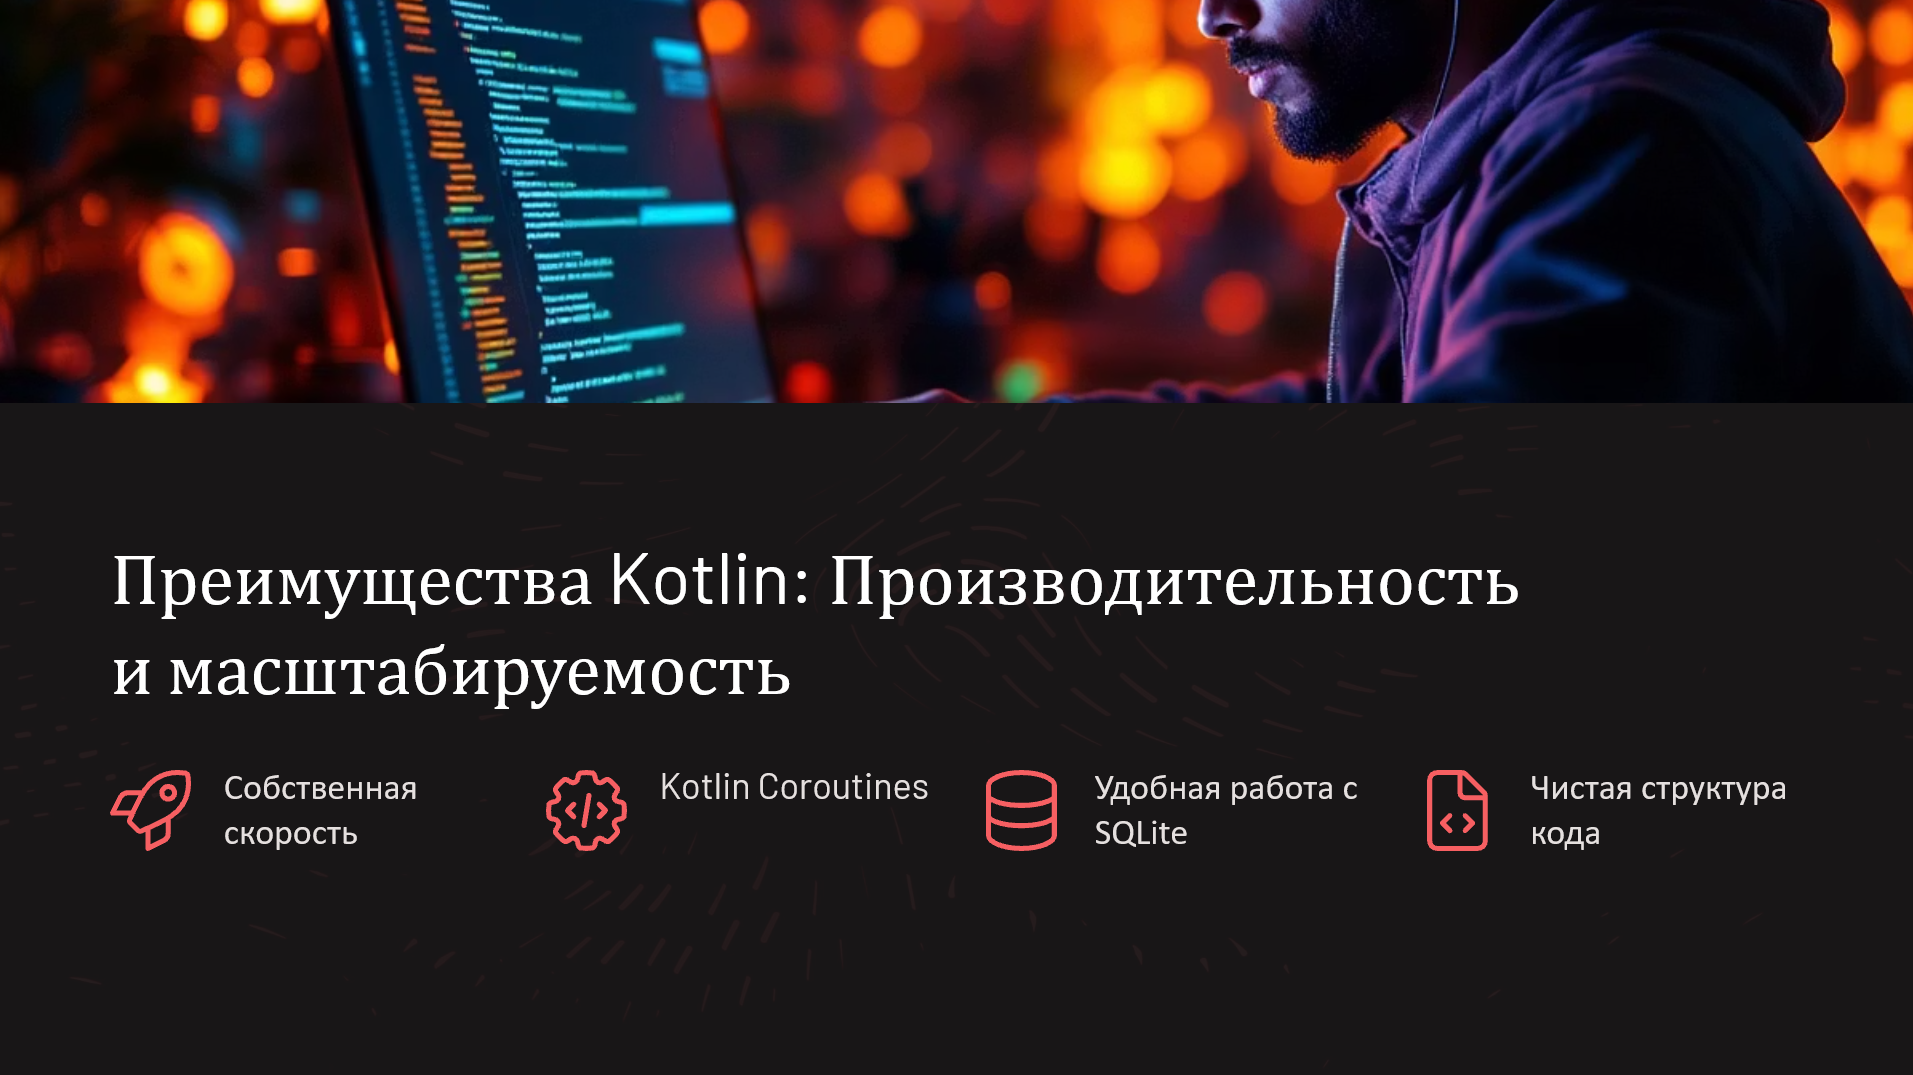 Преимущества Kotlin: Производительность
и масштабируемость
Собственная
скорость
Kotlin Coroutines
Удобная работа с
SQLite
Чистая структура
кода